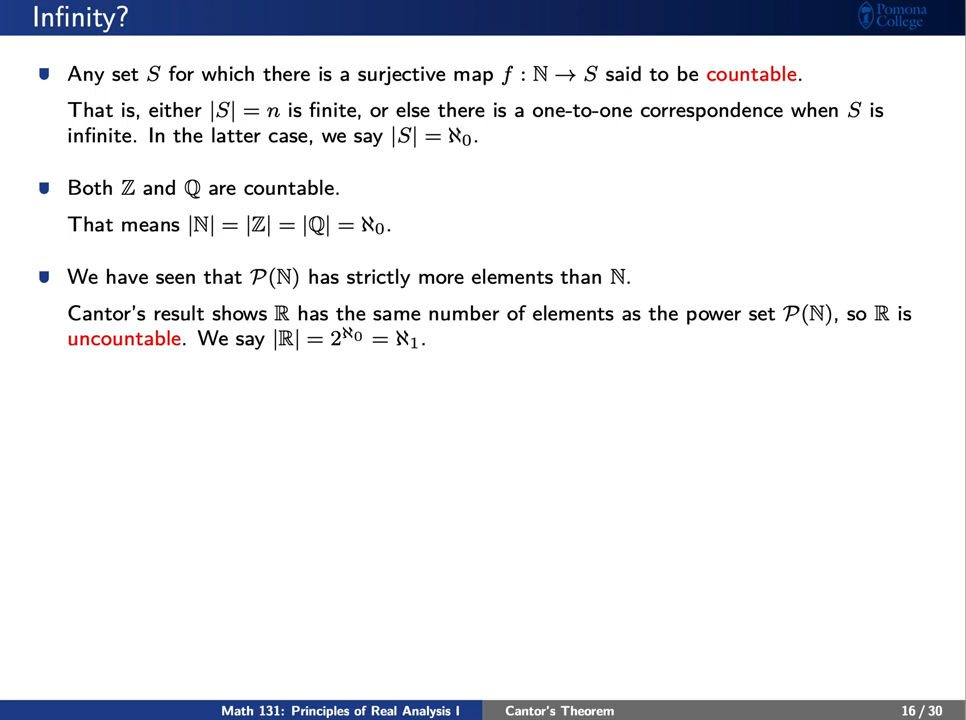 Infinity?
Pomona
College
Any set S for which there is a surjective map f : ℕ → S said to be countable.
That is, either |S| = n is finite, or else there is a one-to-one correspondence when S is
infinite. In the latter case, we say |S| = ℵ₀.
Both ℤ and ℚ are countable.
That means |ℕ| = |ℤ| = |ℚ| = ℵ₀.
We have seen that 𝒫(ℕ) has strictly more elements than ℕ.
Cantor's result shows ℝ has the same number of elements as the power set 𝒫(ℕ), so ℝ is
uncountable. We say |ℝ| = 2^ℵ₀ = ℵ₁.
Math 131: Principles of Real Analysis I Cantor's Theorem 16 / 30